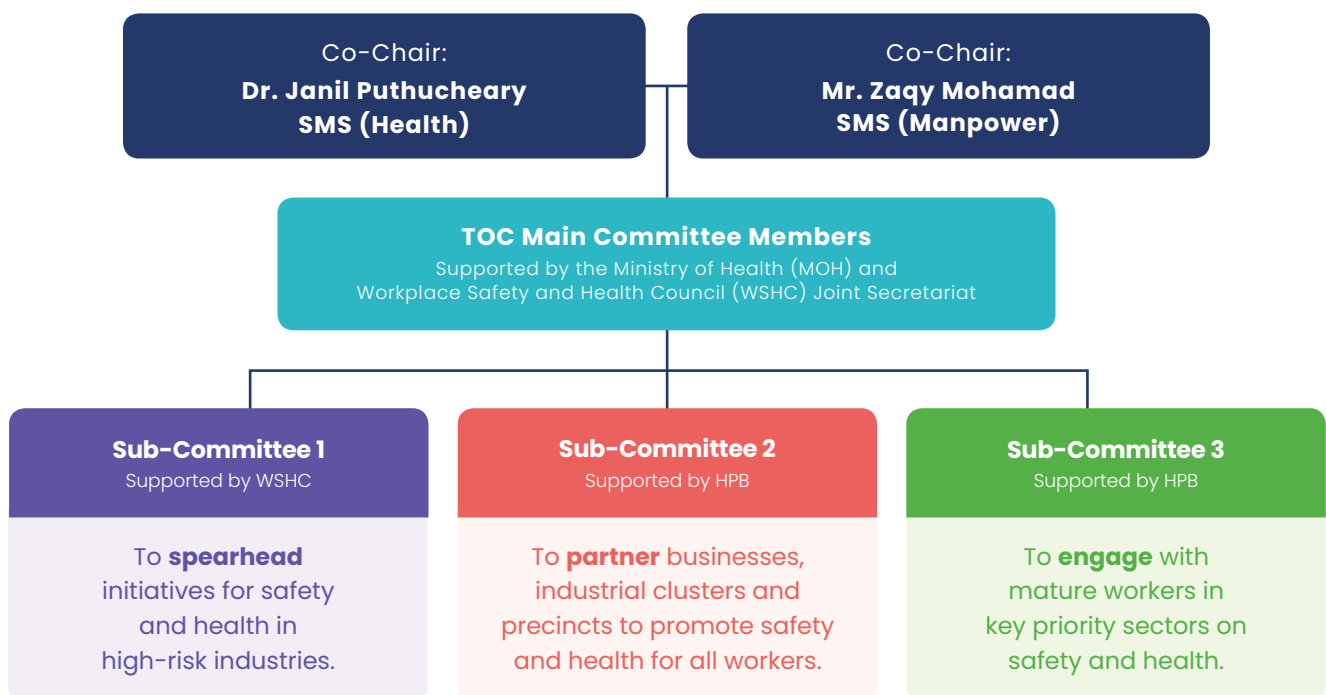 Co-Chair:
Dr. Janil Puthucheary
SMS (Health)
Co-Chair:
Mr. Zaqy Mohamad
SMS (Manpower)
TOC Main Committee Members
Supported by the Ministry of Health (MOH) and
Workplace Safety and Health Council (WSHC) Joint Secretariat
Sub-Committee 1
Supported by WSHC
To spearhead
initiatives for safety
and health in
high-risk industries.
Sub-Committee 2
Supported by HPB
To partner businesses,
industrial clusters and
precincts to promote safety
and health for all workers.
Sub-Committee 3
Supported by HPB
To engage with
mature workers in
key priority sectors on
safety and health.